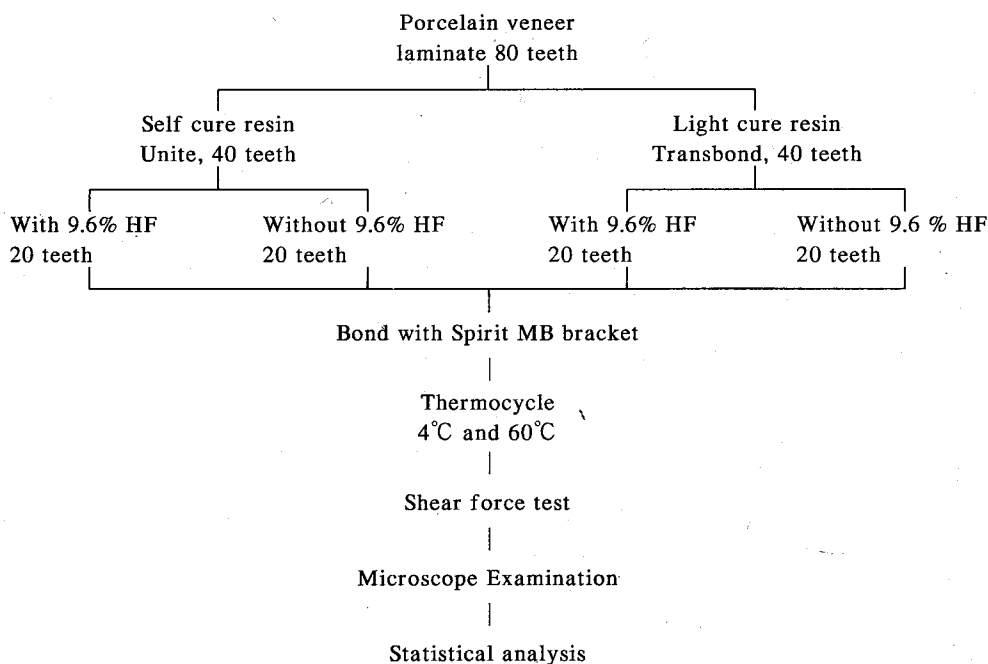 Porcelain veneer
laminate 80 teeth
Self cure resin
Unite, 40 teeth
Light cure resin
Transbond, 40 teeth
With 9.6% HF
20 teeth
Without 9.6% HF
20 teeth
With 9.6% HF
20 teeth
Without 9.6 % HF
20 teeth
Bond with Spirit MB bracket
Thermocycle
4℃ and 60℃
Shear force test
Microscope Examination
Statistical analysis